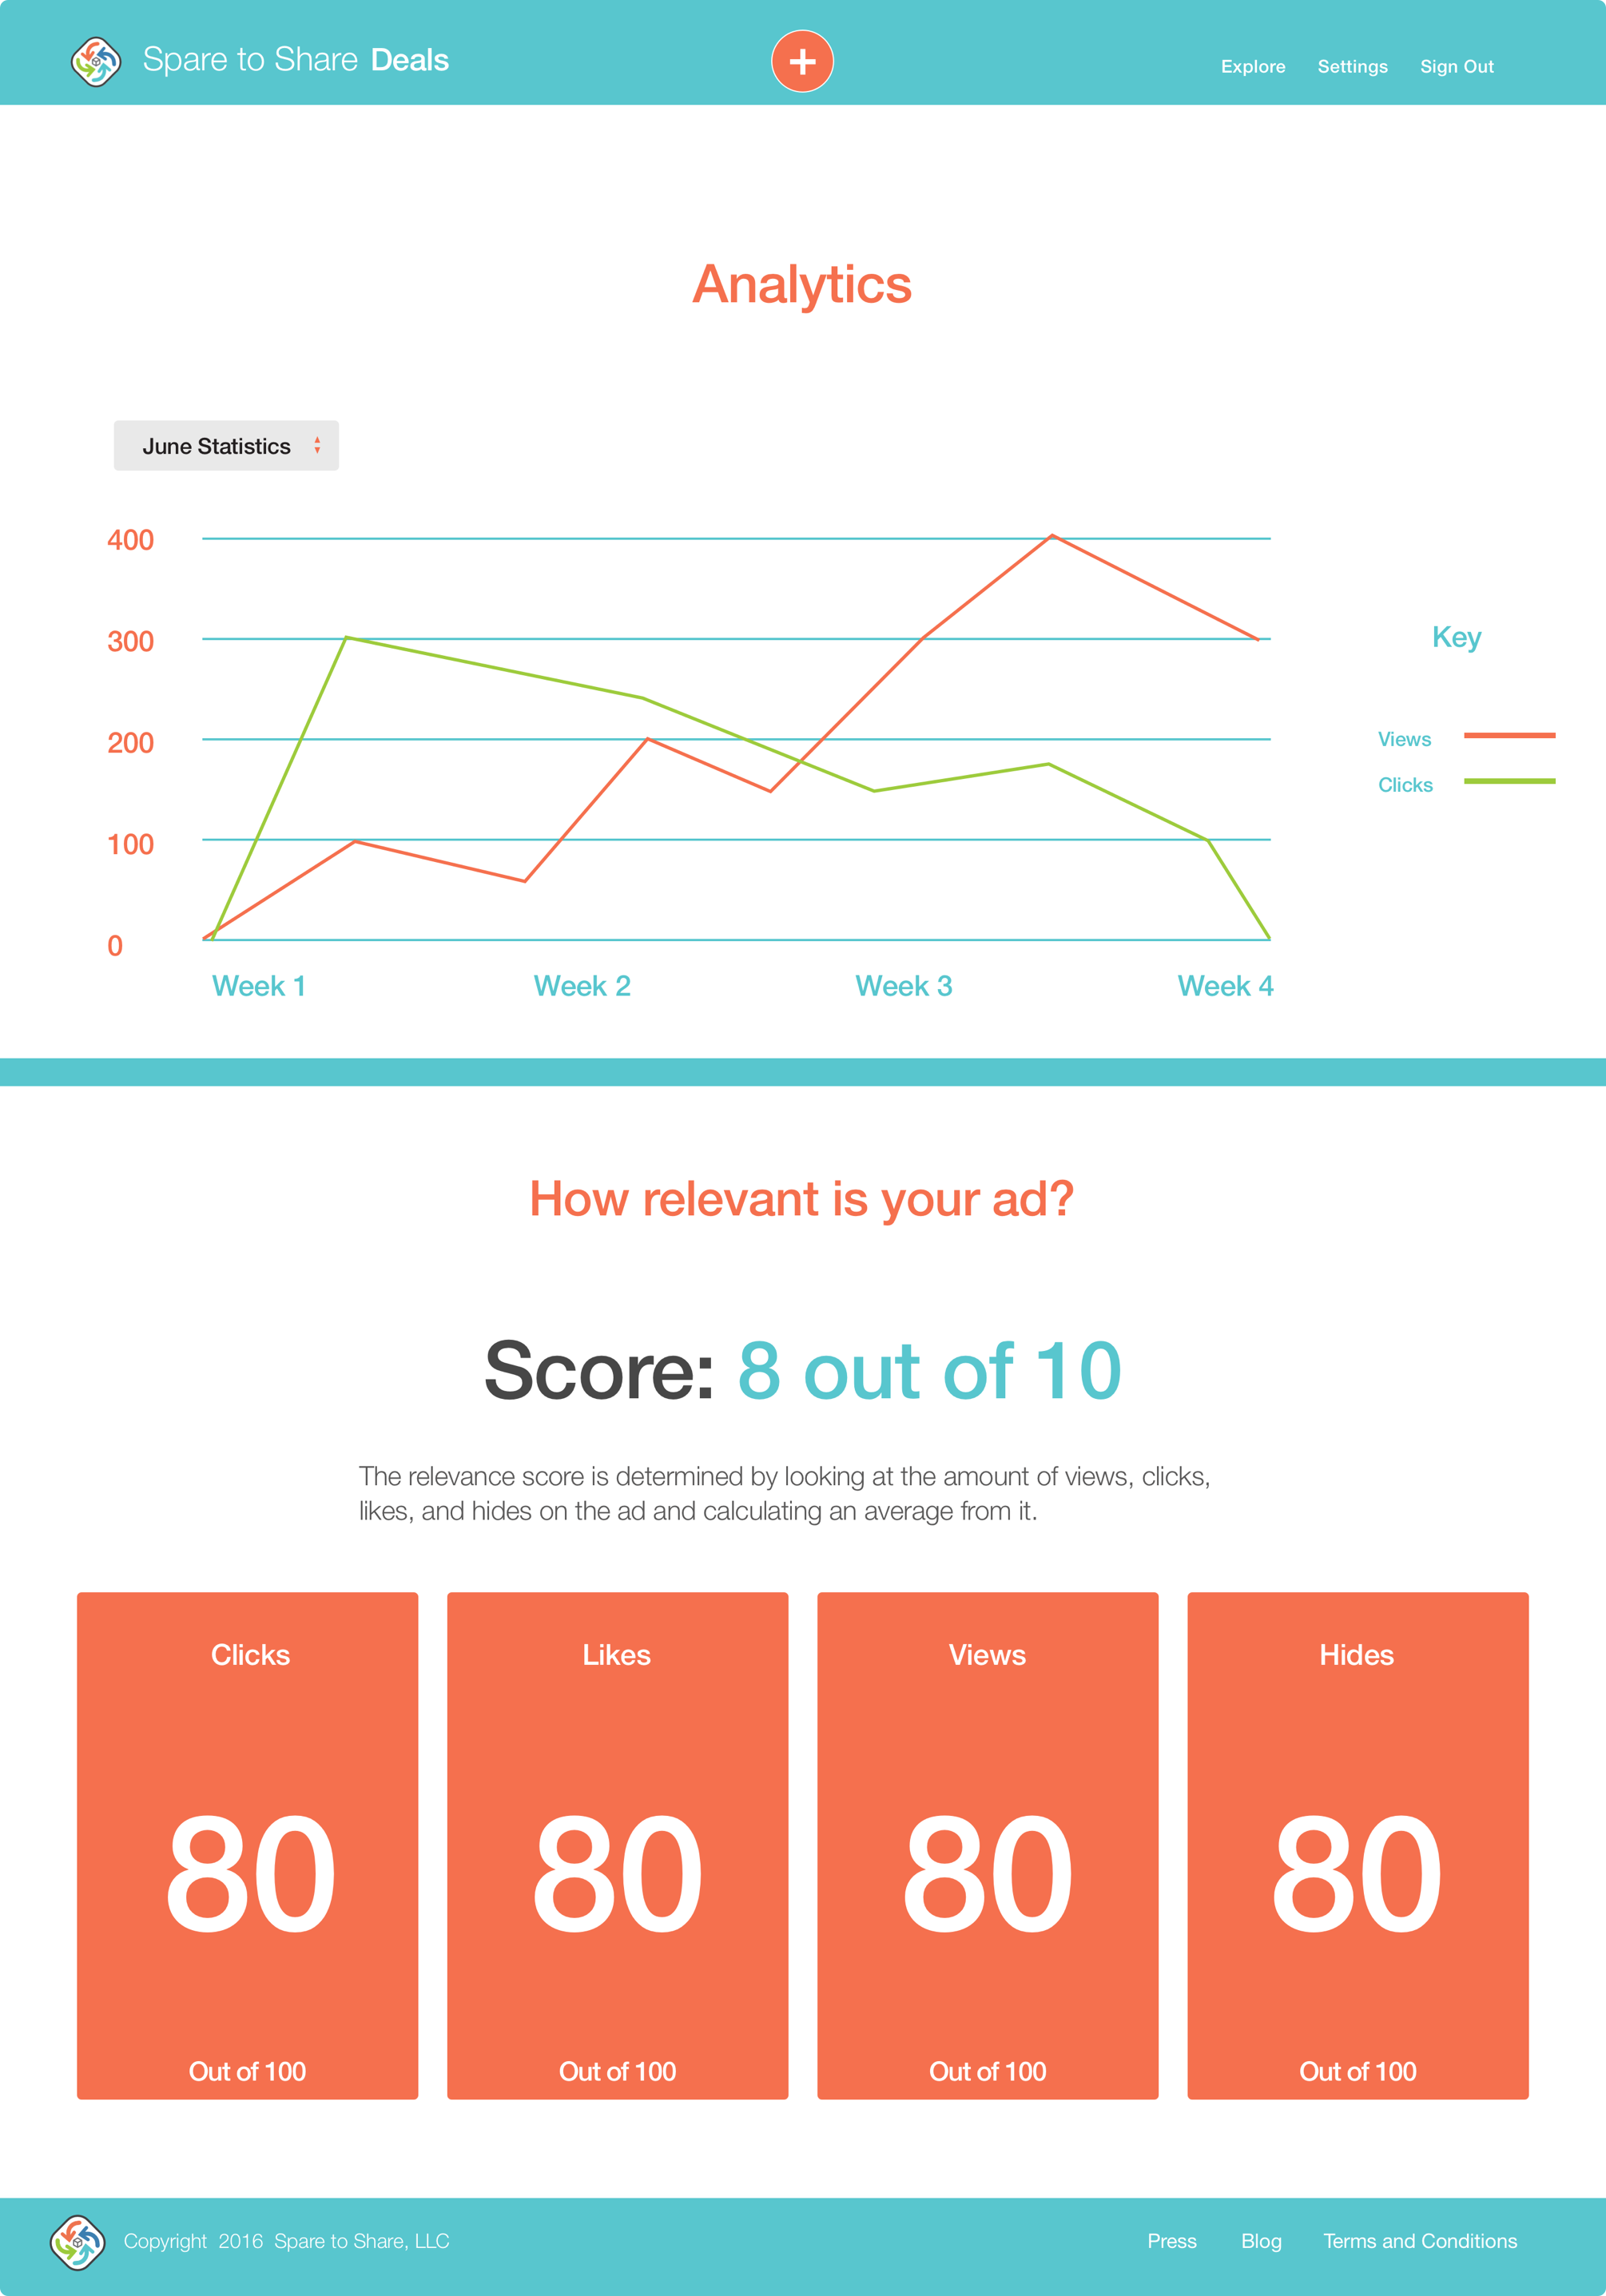 Spare to Share Deals
Explore Settings Sign Out
Analytics
June Statistics
400
300
200
100
0
Week 1 Week 2 Week 3 Week 4
Key
Views
Clicks
How relevant is your ad?
Score: 8 out of 10
The relevance score is determined by looking at the amount of views, clicks,
likes, and hides on the ad and calculating an average from it.
Clicks
80
Out of 100
Likes
80
Out of 100
Views
80
Out of 100
Hides
80
Out of 100
Copyright 2016 Spare to Share, LLC
Press Blog Terms and Conditions